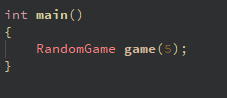 int main()
{
RandomGame game(5);
}